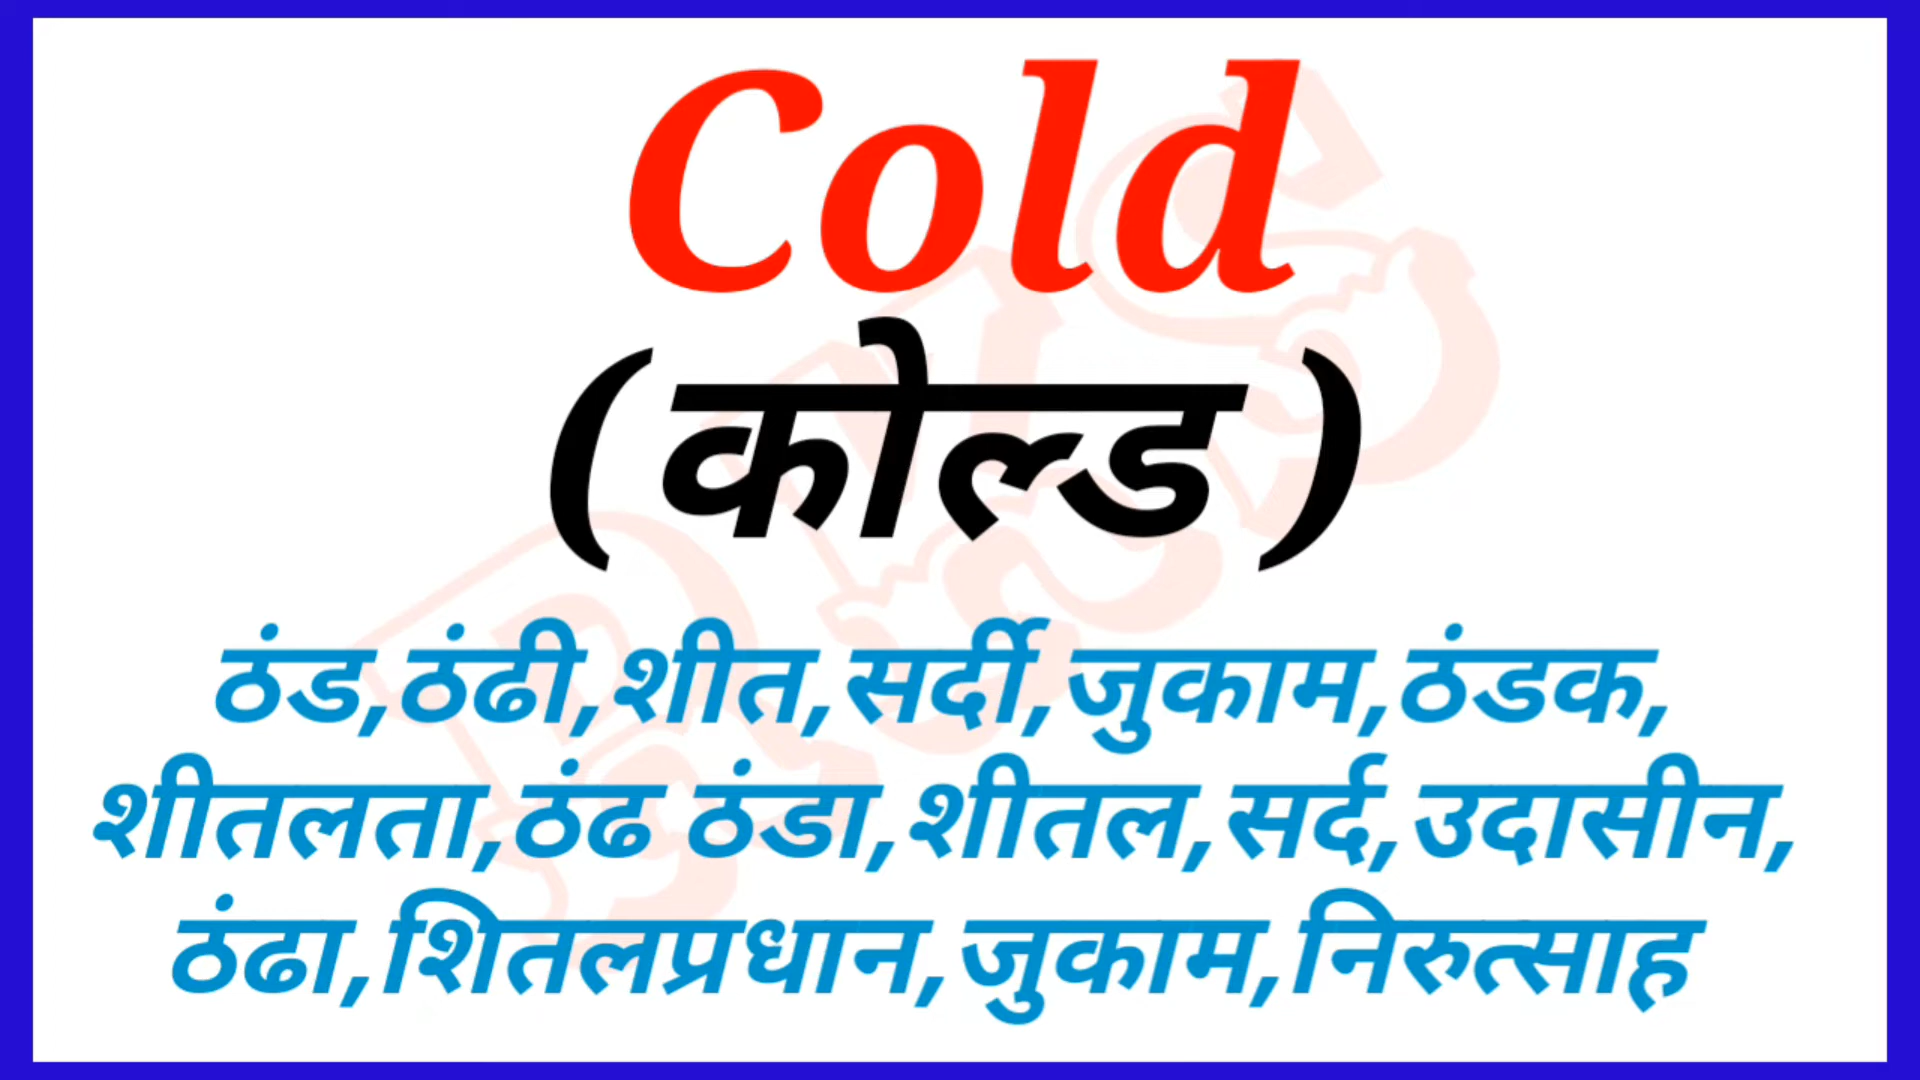 Cold
(कोल्ड)
ठंड,ठंढी,शीत,सर्दी,जुकाम,ठंडक,
शीतलता,ठंढ ठंडा,शीतल,सर्द,उदासीन,
ठंढा,शितलप्रधान,जुकाम,निरुत्साह